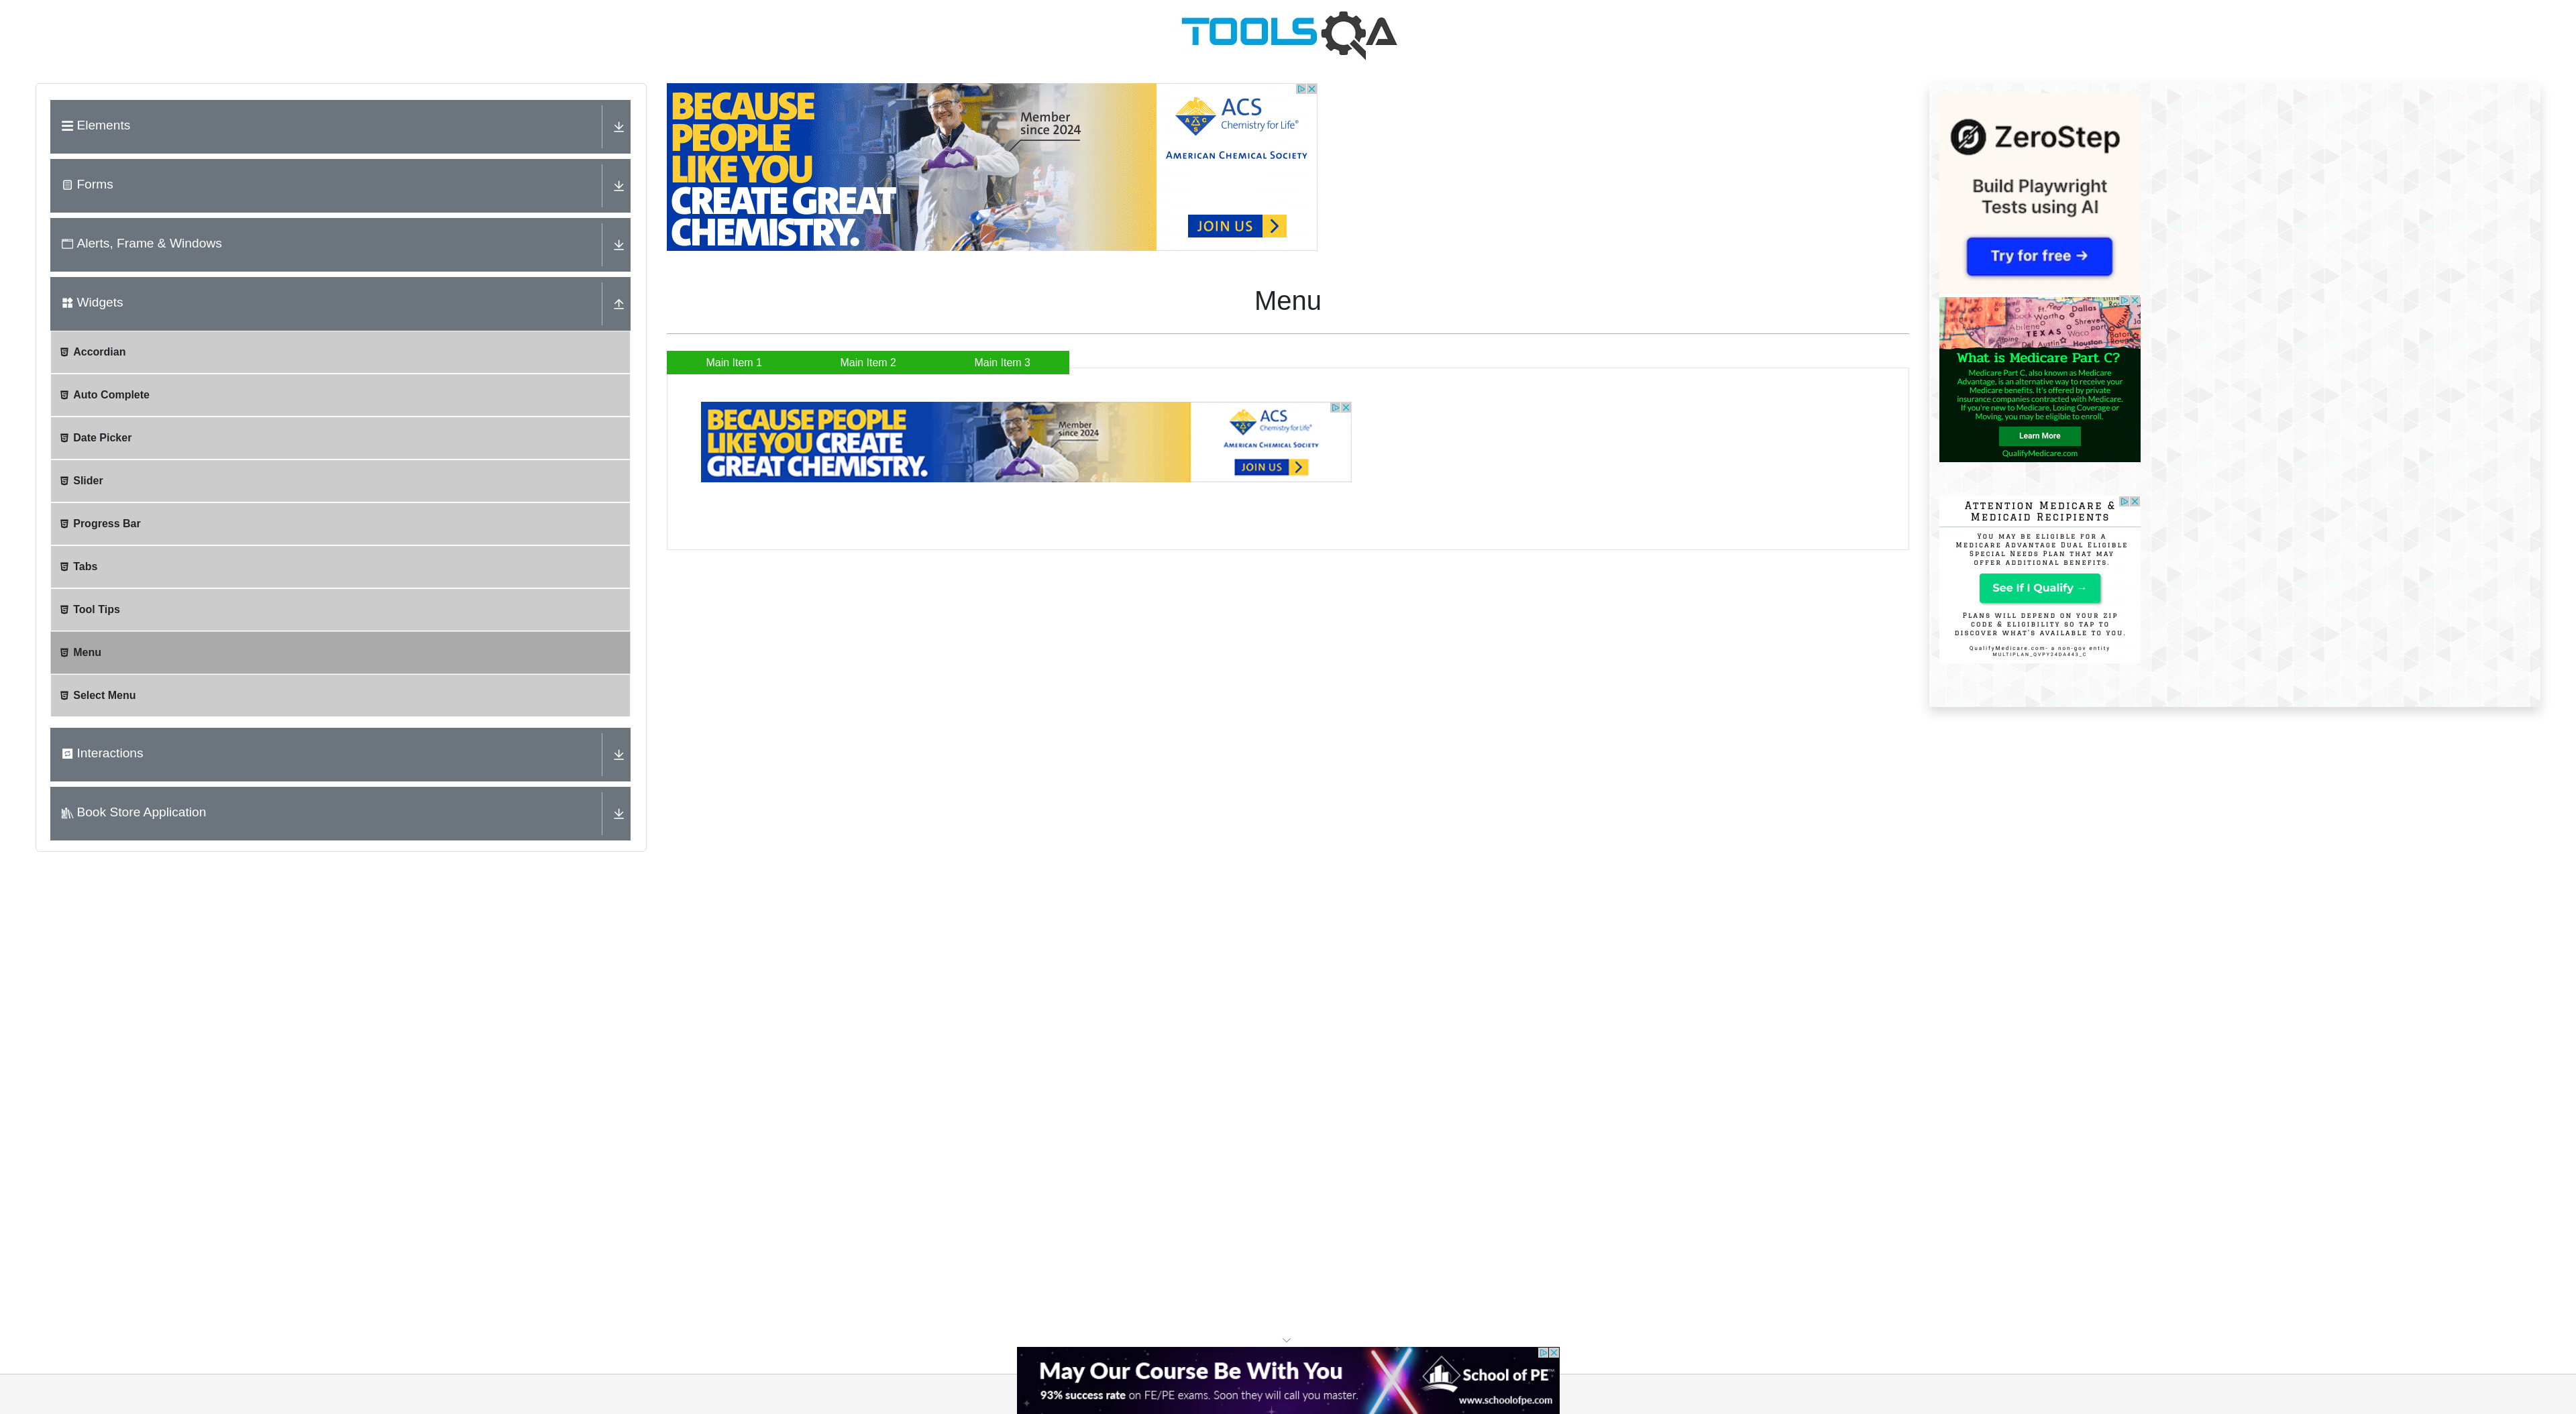 TOOLSQA
Elements
Forms
Alerts, Frame & Windows
Widgets
Accordian
Auto Complete
Date Picker
Slider
Progress Bar
Tabs
Tool Tips
Menu
Select Menu
Interactions
Book Store Application
BECAUSE
PEOPLE
LIKE YOU
CREATE GREAT
CHEMISTRY.
Member
since 2024
ACS
Chemistry for Life®
AMERICAN CHEMICAL SOCIETY
JOIN US
Menu
Main Item 1
Main Item 2
Main Item 3
BECAUSE PEOPLE
LIKE YOU CREATE
GREAT CHEMISTRY.
Member
since 2024
ACS
Chemistry for Life®
AMERICAN CHEMICAL SOCIETY
JOIN US
ZeroStep
Build Playwright
Tests using AI
Try for free →
Ft.
Worth
Dallas
Abilene
Shreve
TEXAS
Waco
Austin
Houston
What is Medicare Part C?
Medicare Part C, also known as Medicare
Advantage, is an alternative way to receive your
Medicare benefits. It's offered by private
insurance companies contracted with Medicare.
If you're new to Medicare, Losing Coverage or
Moving, you may be eligible to enroll.
Learn More
QualifyMedicare.com
Attention Medicare &
Medicaid Recipients
You may be eligible for a
Medicare Advantage Dual Eligible
Special Needs Plan that may
offer additional benefits.
See If I Qualify →
Plans will depend on your zip
code & eligibility so tap to
discover what's available to you.
QualifyMedicare.com- a non-gov entity
MULTIPLAN_QVPY24DA443_C
May Our Course Be With You
93% success rate on FE/PE exams. Soon they will call you master.
School of PE
www.schoolofpe.com